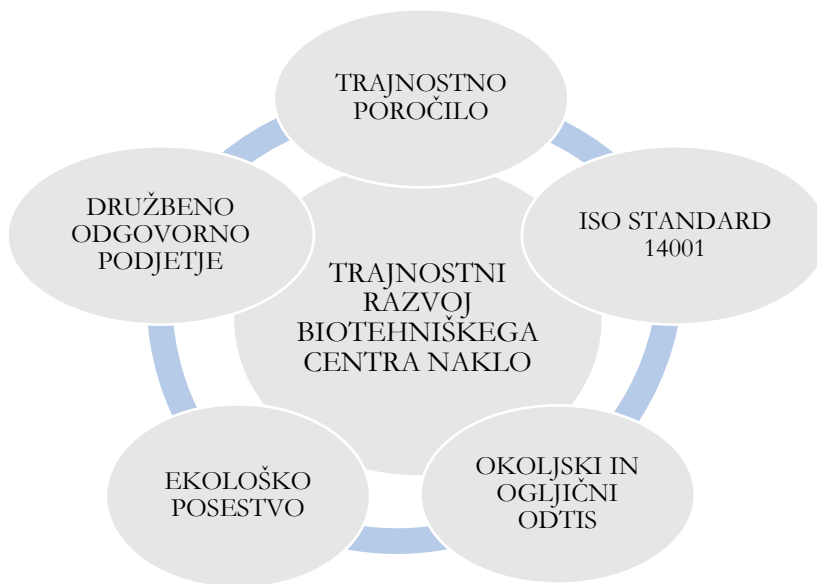 TRAJNOSTNO
POROČILO
DRUŽBENO
ODGOVORNO
PODJETJE
ISO STANDARD
14001
TRAJNOSTNI
RAZVOJ
BIOTEHNIŠKEGA
CENTRA NAKLO
EKOLOŠKO
POSESTVO
OKOLJSKI IN
OGLJIČNI
ODTIS